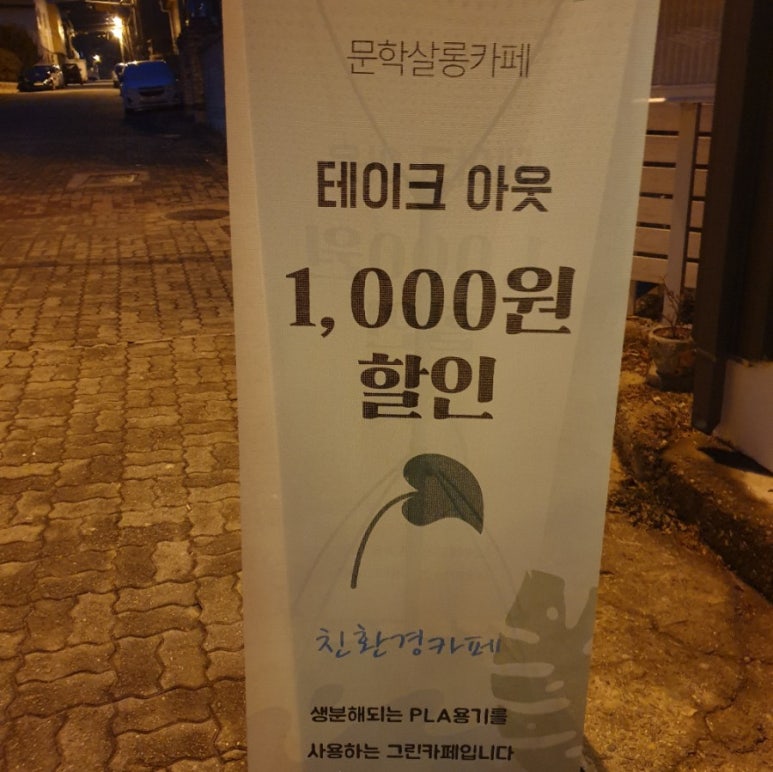 문학살롱카페
테이크 아웃
1,000원
할인
친환경카페
생분해되는 PLA용기를
사용하는 그린카페입니다